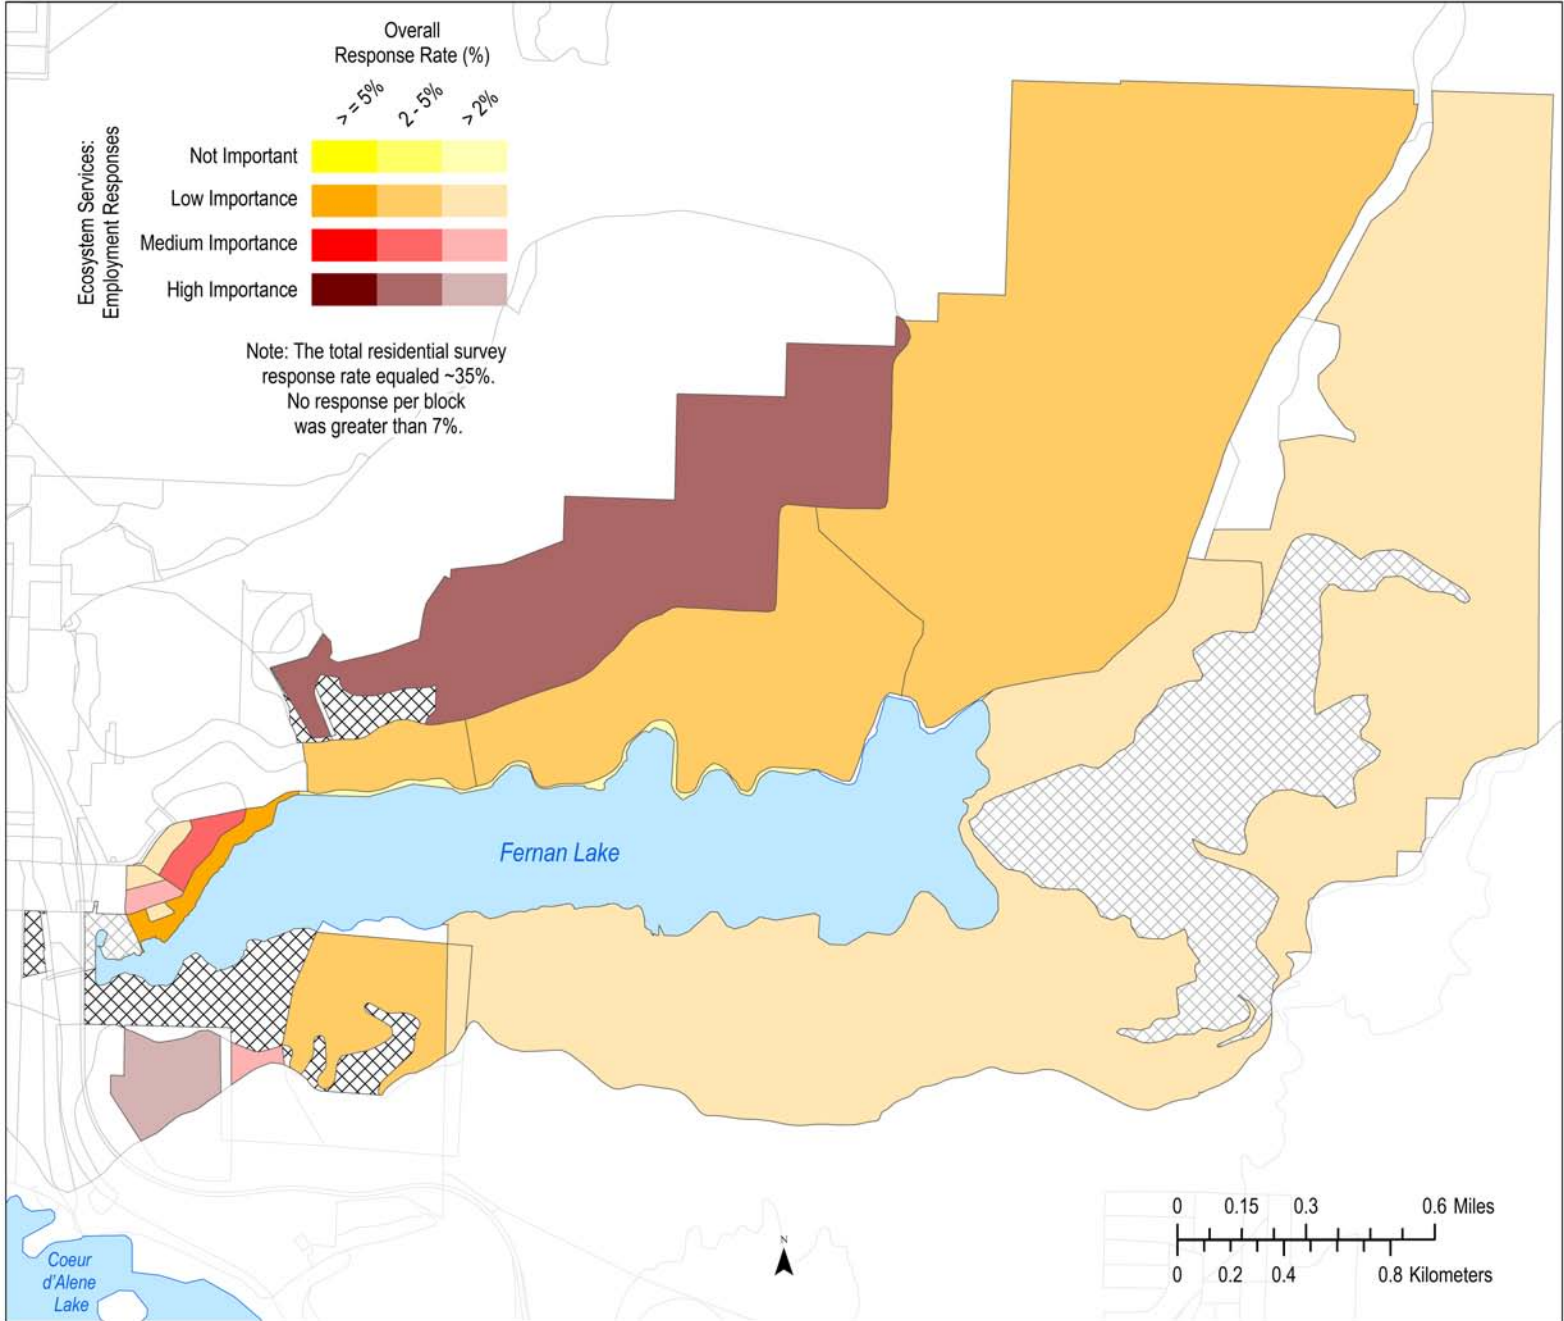 Overall
Response Rate (%)
> = 5%
2 - 5%
> 2%
Ecosystem Services:
Employment Responses
Not Important
Low Importance
Medium Importance
High Importance
Note: The total residential survey
response rate equaled ~35%.
No response per block
was greater than 7%.
Fernan Lake
Coeur
d'Alene
Lake
N
0 0.15 0.3 0.6 Miles
0 0.2 0.4 0.8 Kilometers